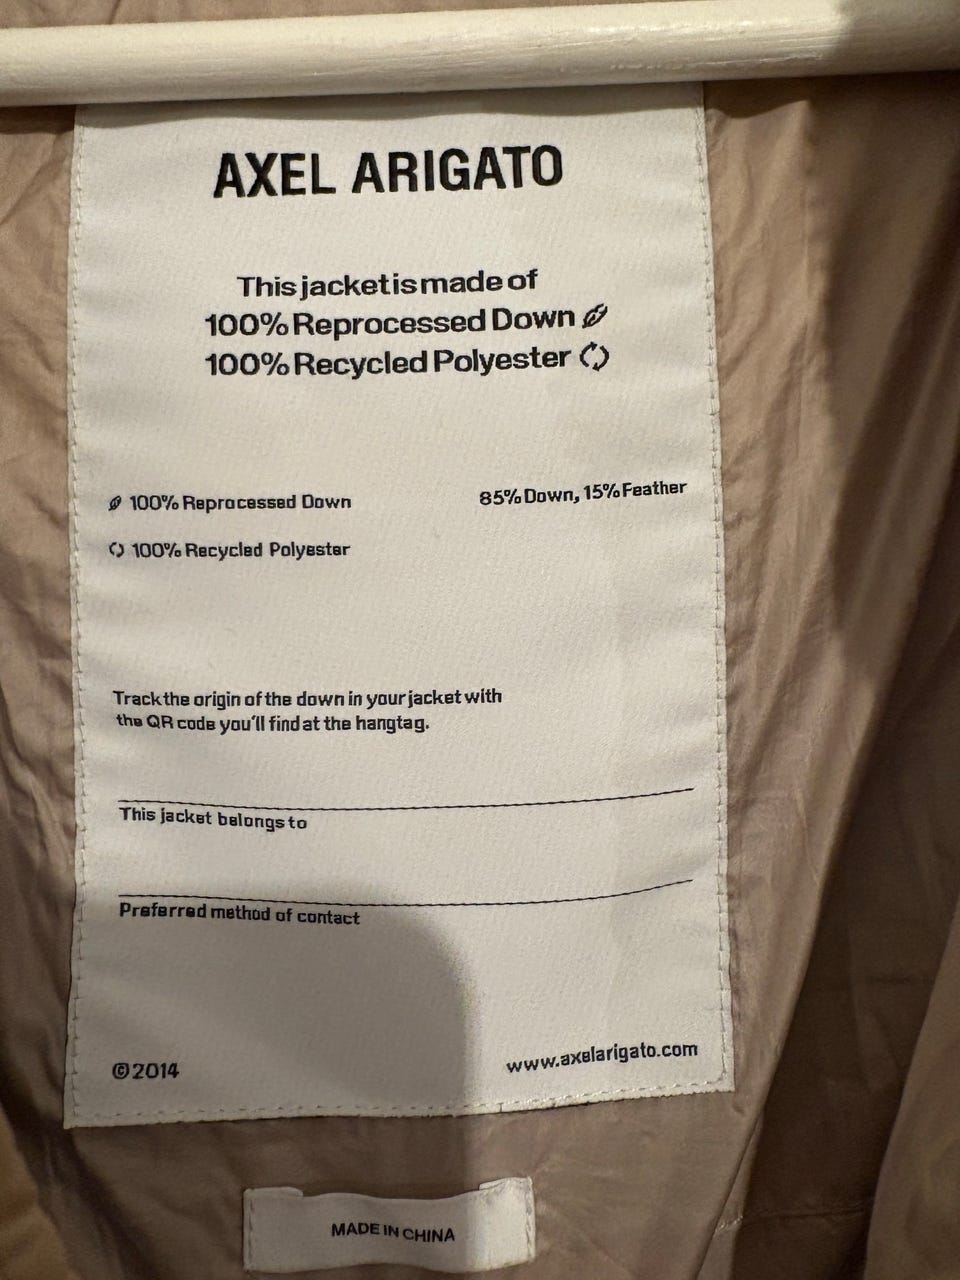 AXEL ARIGATO
This jacket is made of
100% Reprocessed Down
100% Recycled Polyester
100% Reprocessed Down 85% Down, 15% Feather
100% Recycled Polyester
Track the origin of the down in your jacket with
the QR code you'll find at the hangtag.
This jacket belongs to
Preferred method of contact
©2014 www.axelarigato.com
MADE IN CHINA